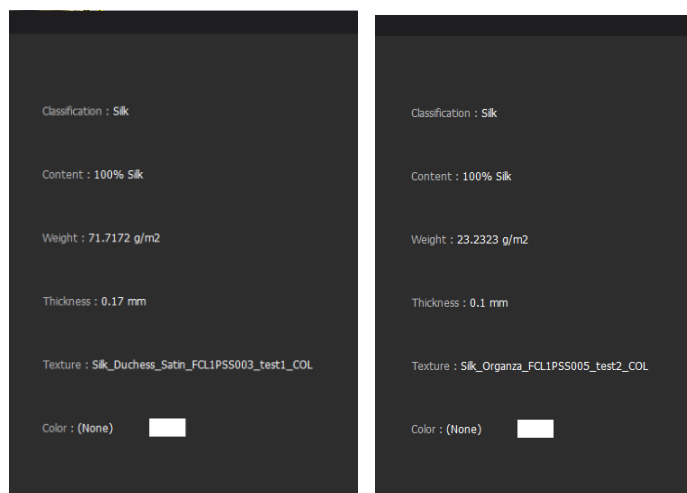 Classification : Silk
Content : 100% Silk
Weight : 71.7172 g/m2
Thickness : 0.17 mm
Texture : Silk_Duchess_Satin_FCL1PSS003_test1_COL
Color : (None)
Classification : Silk
Content : 100% Silk
Weight : 23.2323 g/m2
Thickness : 0.1 mm
Texture : Silk_Organza_FCL1PSS005_test2_COL
Color : (None)